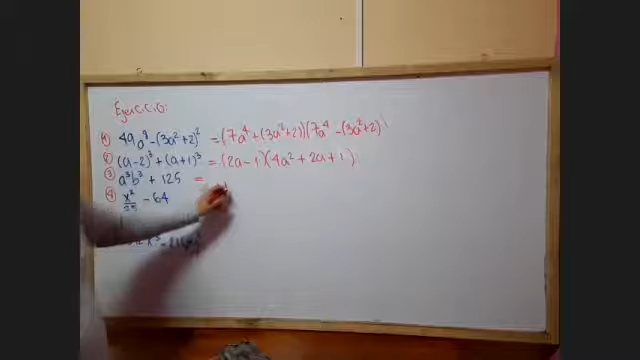 Ejercicio:
1) 49a⁸ - (3a² + 2)² = (7a⁴ + (3a² + 2))(7a⁴ - (3a² + 2))
2) (a - 2)³ + (a + 1)³ = (2a - 1)(4a² + 2a + 1)
3) a³b³ + 125 =
4) x²/25 - 64